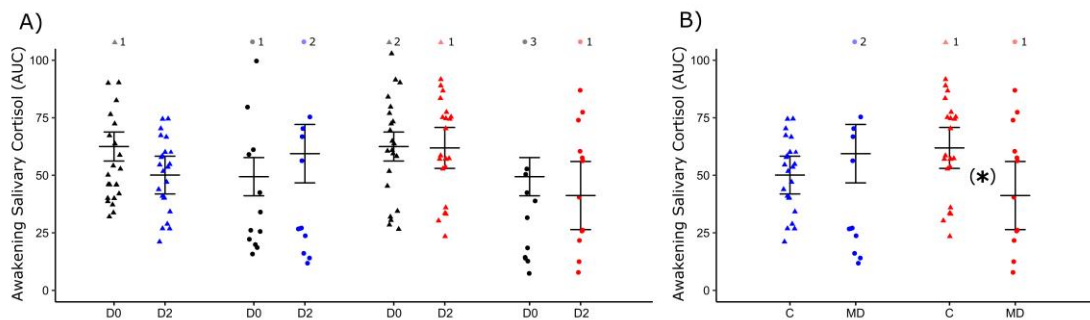 A)
B)
▲ 1 ● 1 ● 2 ▲ 2 ▲ 1 ● 3 ● 1
● 2 ▲ 1 ● 1
Awakening Salivary Cortisol (AUC)
100
75
50
25
0
D0 D2 D0 D2 D0 D2 D0 D2
Awakening Salivary Cortisol (AUC)
100
75
50
25
0
(*)
C MD C MD